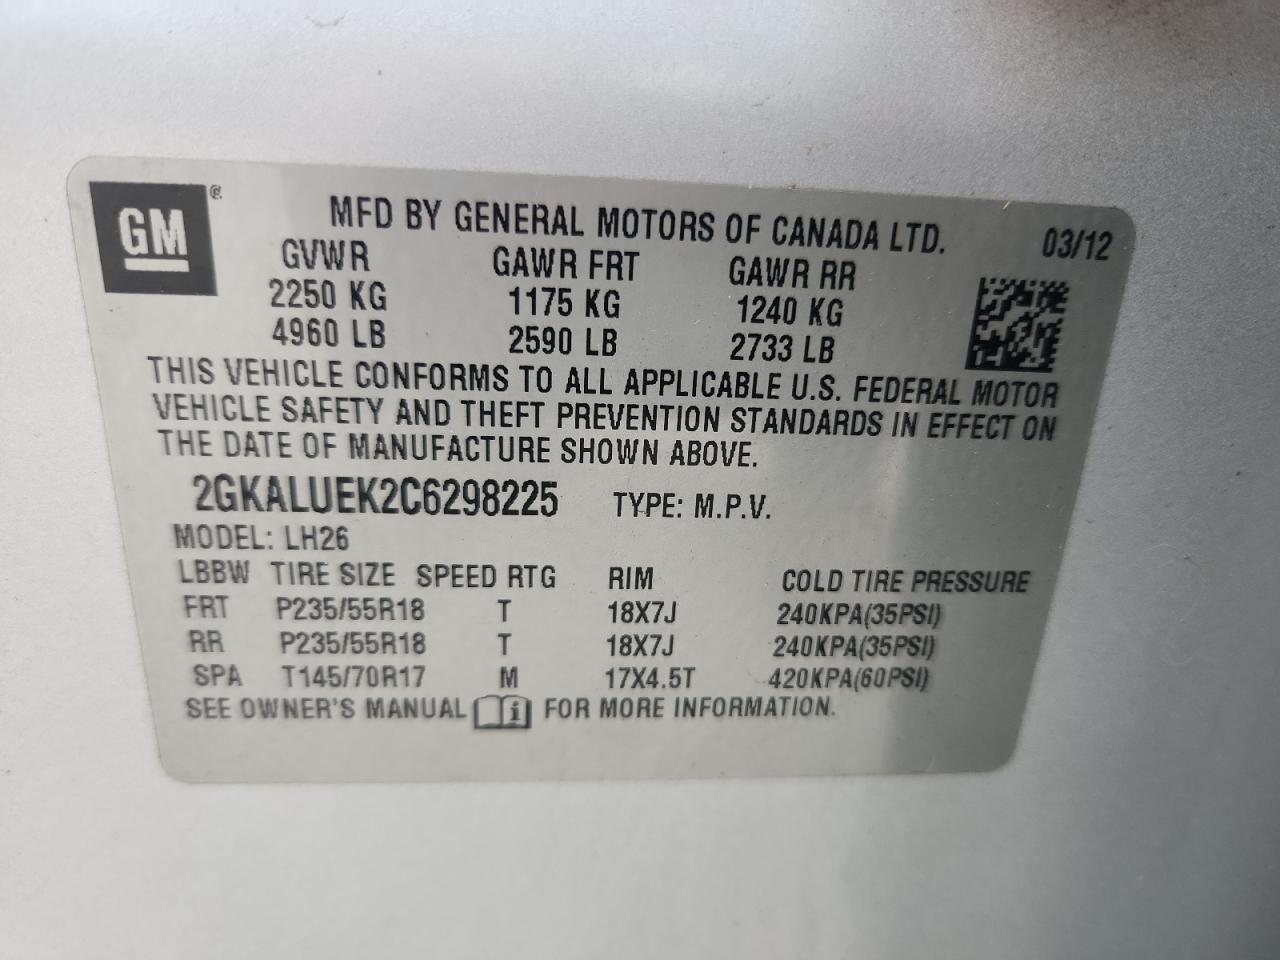 GM®
MFD BY GENERAL MOTORS OF CANADA LTD. 03/12
GVWR GAWR FRT GAWR RR
2250 KG 1175 KG 1240 KG
4960 LB 2590 LB 2733 LB
THIS VEHICLE CONFORMS TO ALL APPLICABLE U.S. FEDERAL MOTOR
VEHICLE SAFETY AND THEFT PREVENTION STANDARDS IN EFFECT ON
THE DATE OF MANUFACTURE SHOWN ABOVE.
2GKALUEK2C6298225 TYPE: M.P.V.
MODEL: LH26
LBBW TIRE SIZE SPEED RTG RIM COLD TIRE PRESSURE
FRT P235/55R18 T 18X7J 240KPA(35PSI)
RR P235/55R18 T 18X7J 240KPA(35PSI)
SPA T145/70R17 M 17X4.5T 420KPA(60PSI)
SEE OWNER'S MANUAL i FOR MORE INFORMATION.